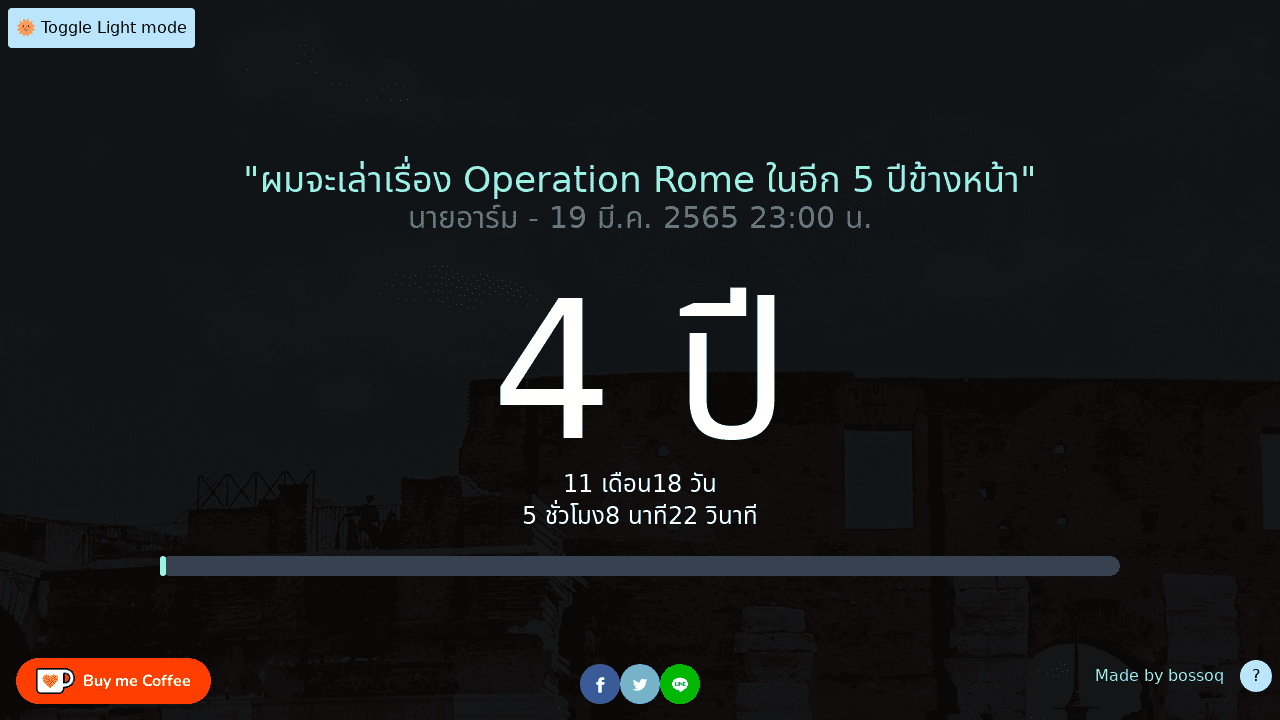 Toggle Light mode
"ผมจะเล่าเรื่อง Operation Rome ในอีก 5 ปีข้างหน้า"
นายอาร์ม - 19 มี.ค. 2565 23:00 น.
4 ปี
11 เดือน18 วัน
5 ชั่วโมง8 นาที22 วินาที
Buy me Coffee
LINE
Made by bossoq
?